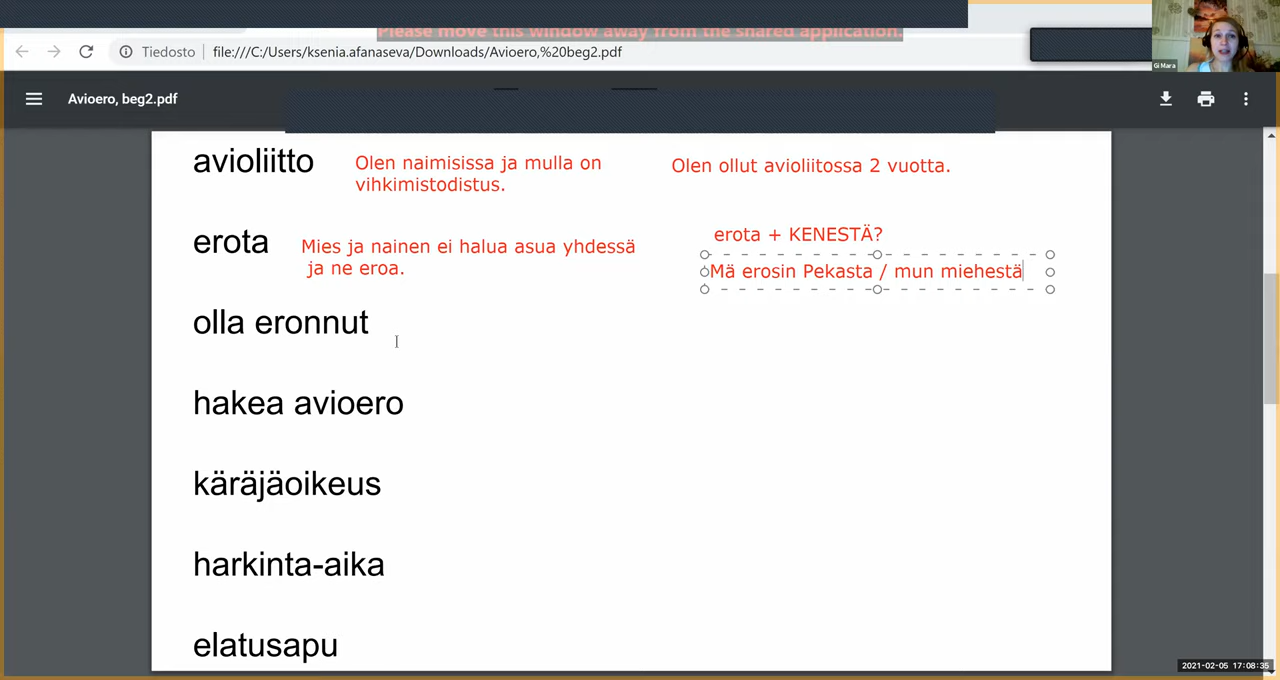 Please move this window away from the shared application.
Tiedosto
file:///C:/Users/ksenia.afanaseva/Downloads/Avioero,%20beg2.pdf
Gi Mara
Avioero, beg2.pdf
avioliitto
Olen naimisissa ja mulla on
vihkimistodistus.
Olen ollut avioliitossa 2 vuotta.
erota
Mies ja nainen ei halua asua yhdessä
ja ne eroa.
erota + KENESTÄ?
Mä erosin Pekasta / mun miehestä
olla eronnut
hakea avioero
käräjäoikeus
harkinta-aika
elatusapu
2021-02-05 17:08:35